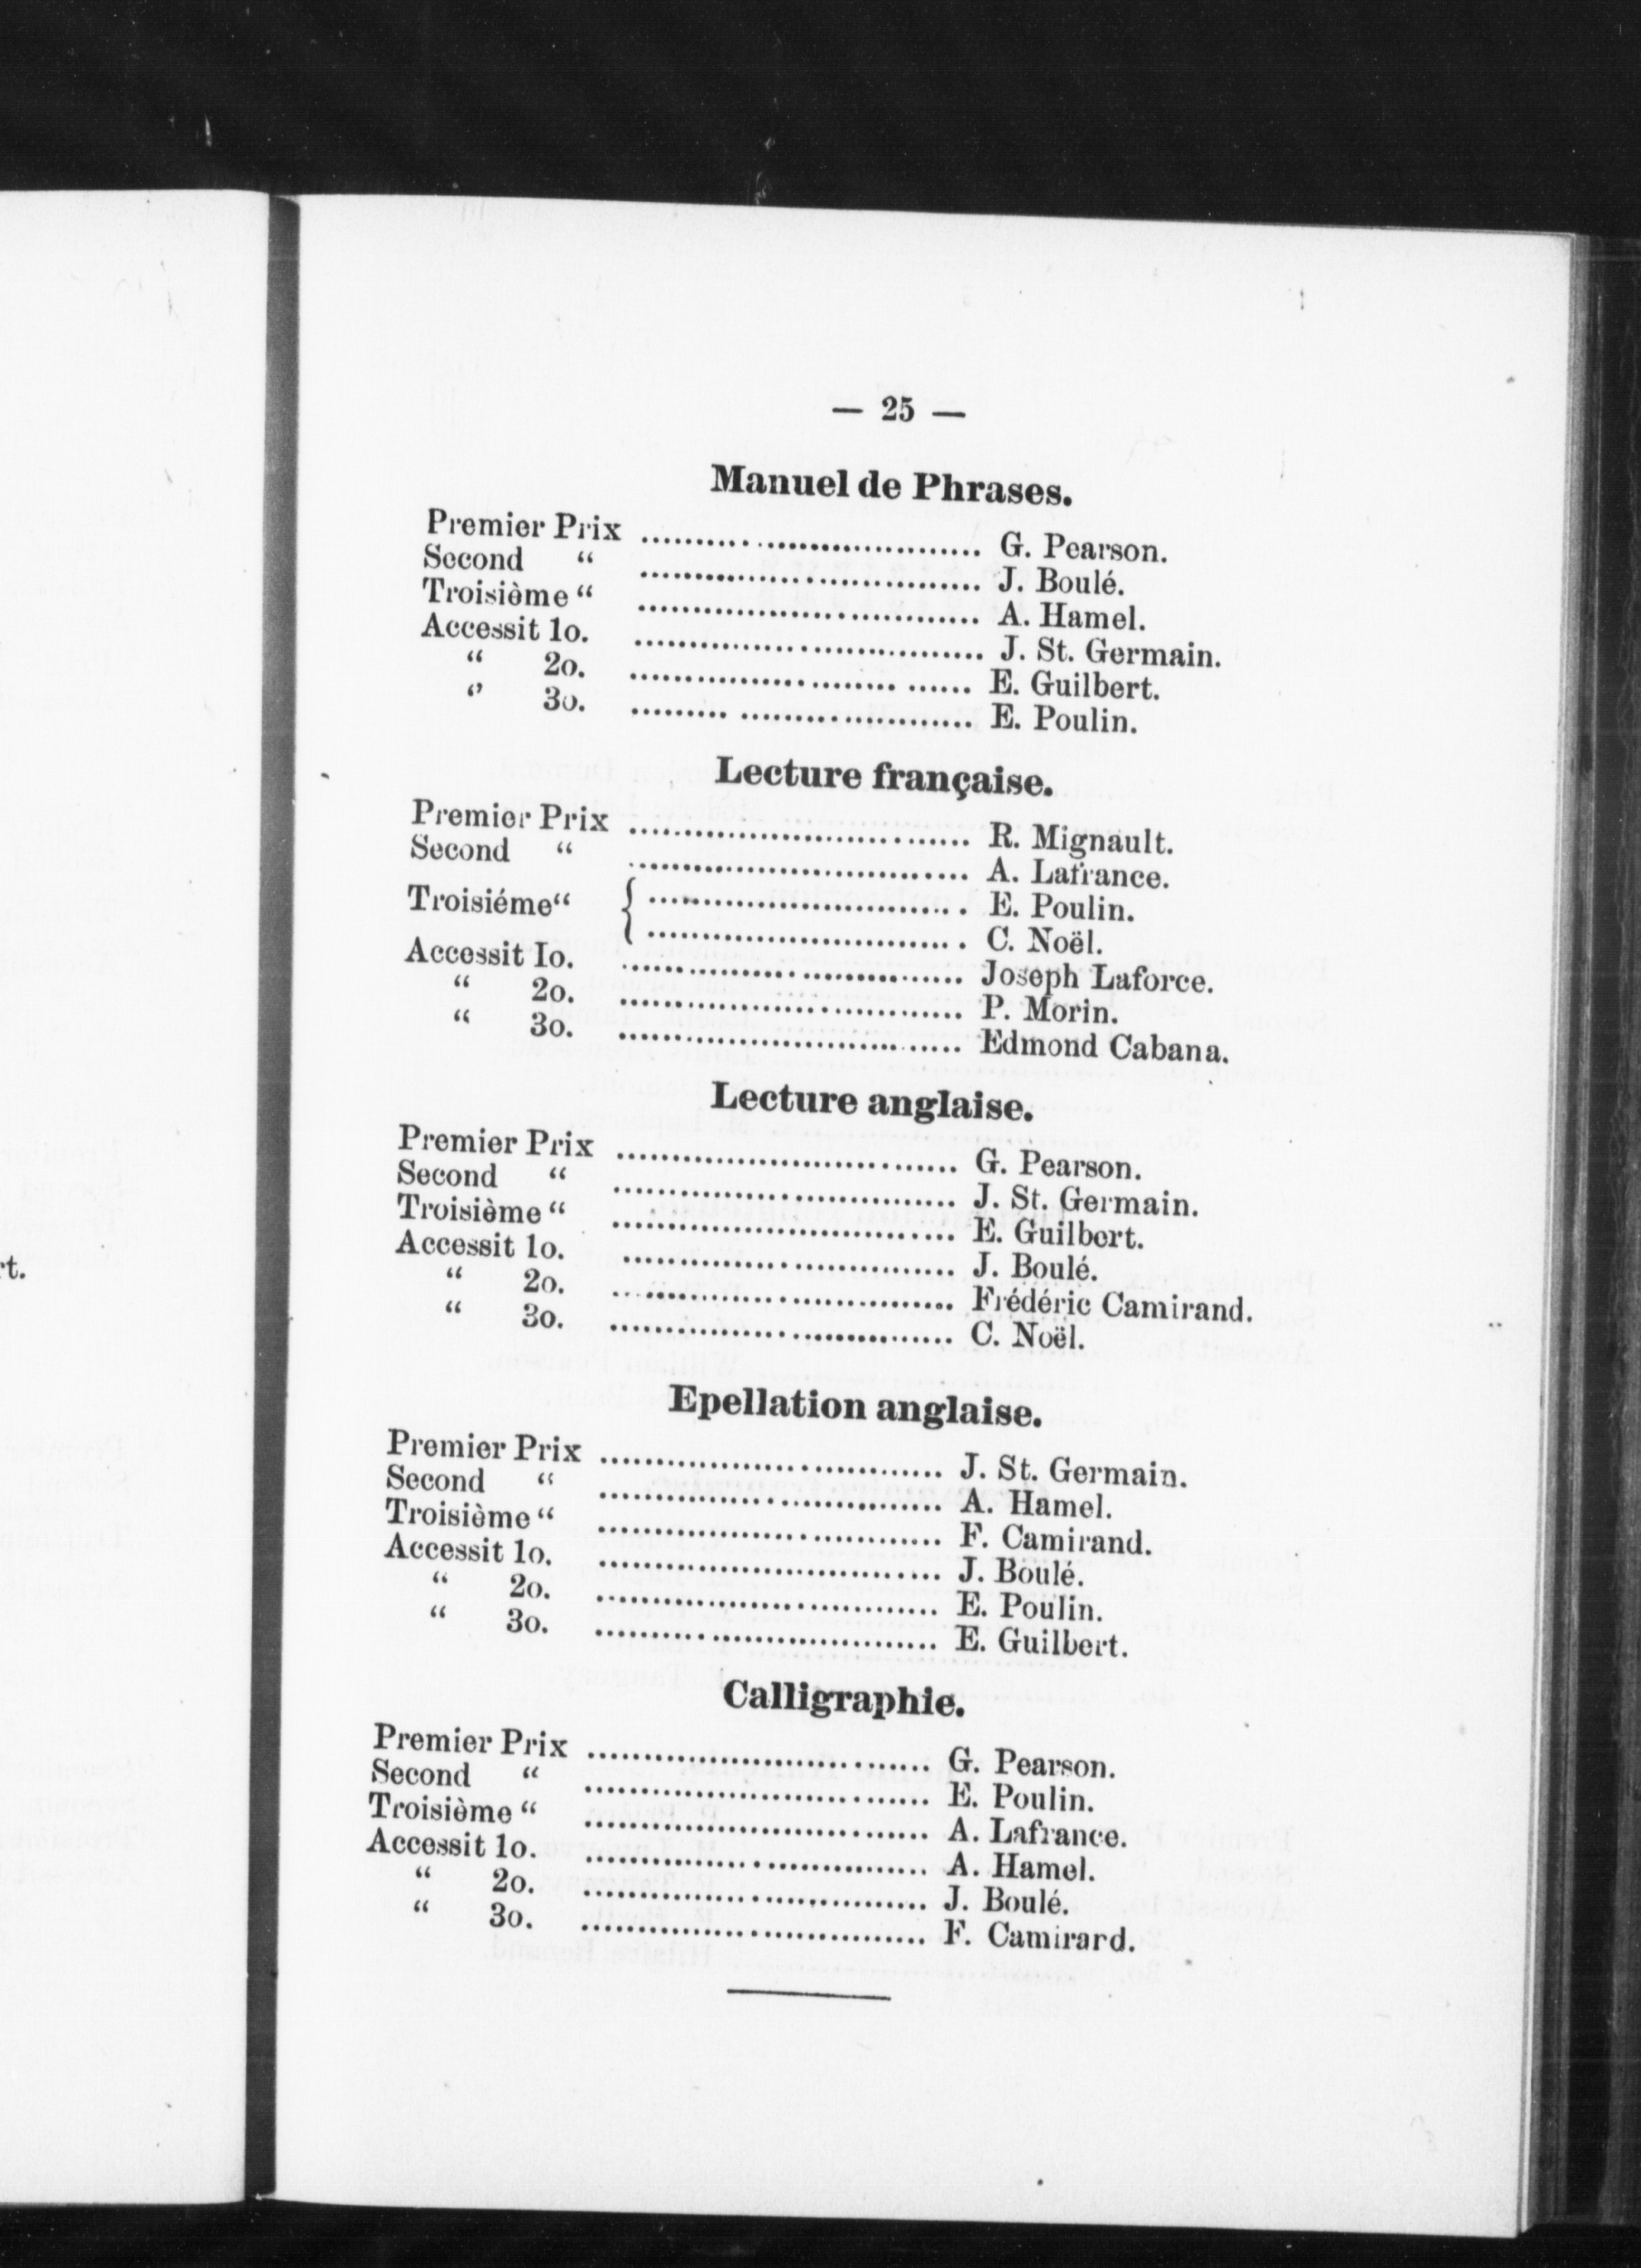 — 25 —
Manuel de Phrases.
Premier Prix .................................. G. Pearson.
Second “ .................................. J. Boulé.
Troisième “ .................................. A. Hamel.
Accessit 1o. .................................. J. St. Germain.
“ 2o. .................................. E. Guilbert.
“ 3o. .................................. E. Poulin.
Lecture française.
Premier Prix .................................. R. Mignault.
Second “ .................................. A. Lafrance.
Troisiéme “ { .................................. E. Poulin.
.................................. C. Noël.
Accessit Io. .................................. Joseph Laforce.
“ 2o. .................................. P. Morin.
“ 3o. .................................. Edmond Cabana.
Lecture anglaise.
Premier Prix .................................. G. Pearson.
Second “ .................................. J. St. Germain.
Troisième “ .................................. E. Guilbert.
Accessit 1o. .................................. J. Boulé.
“ 2o. .................................. Frédéric Camirand.
“ 3o. .................................. C. Noël.
Epellation anglaise.
Premier Prix .................................. J. St. Germain.
Second “ .................................. A. Hamel.
Troisième “ .................................. F. Camirand.
Accessit 1o. .................................. J. Boulé.
“ 2o. .................................. E. Poulin.
“ 3o. .................................. E. Guilbert.
Calligraphie.
Premier Prix .................................. G. Pearson.
Second “ .................................. E. Poulin.
Troisième “ .................................. A. Lafrance.
Accessit 1o. .................................. A. Hamel.
“ 2o. .................................. J. Boulé.
“ 3o. .................................. F. Camirard.